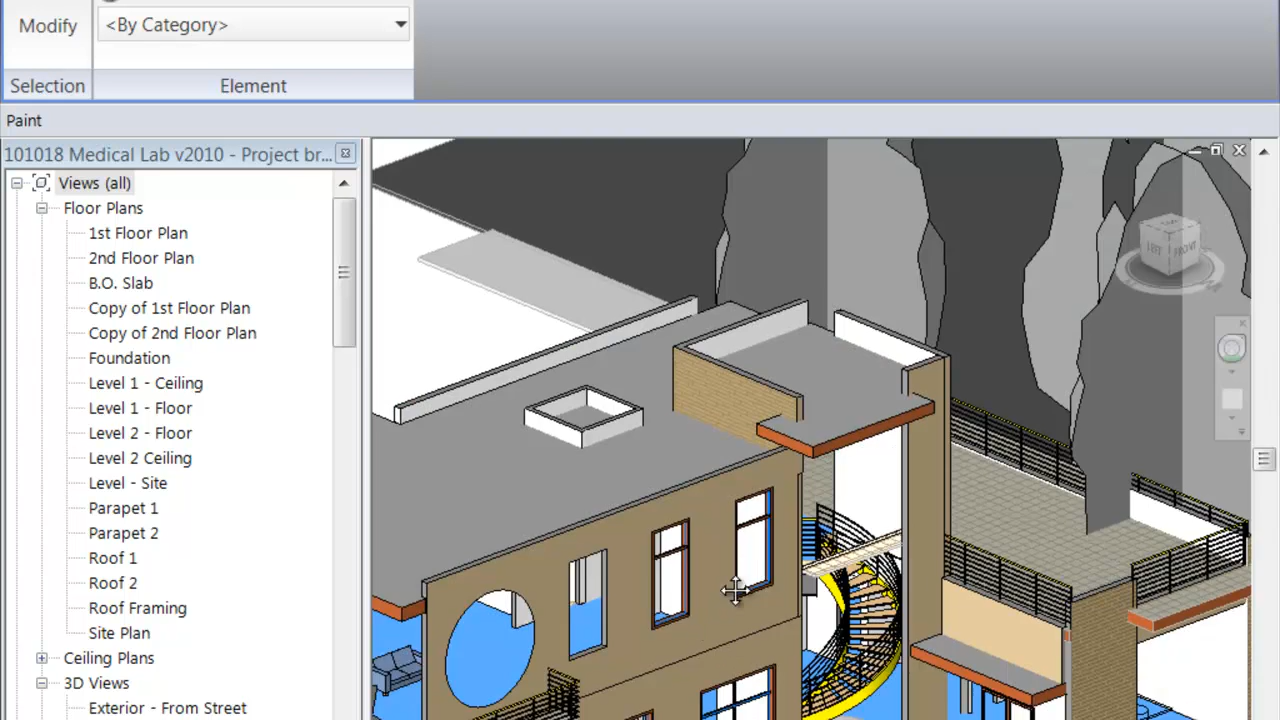 Modify
<By Category>
Selection
Element
Paint
101018 Medical Lab v2010 - Project br...
Views (all)
Floor Plans
1st Floor Plan
2nd Floor Plan
B.O. Slab
Copy of 1st Floor Plan
Copy of 2nd Floor Plan
Foundation
Level 1 - Ceiling
Level 1 - Floor
Level 2 - Floor
Level 2 Ceiling
Level - Site
Parapet 1
Parapet 2
Roof 1
Roof 2
Roof Framing
Site Plan
Ceiling Plans
3D Views
Exterior - From Street
LEFT
FRONT